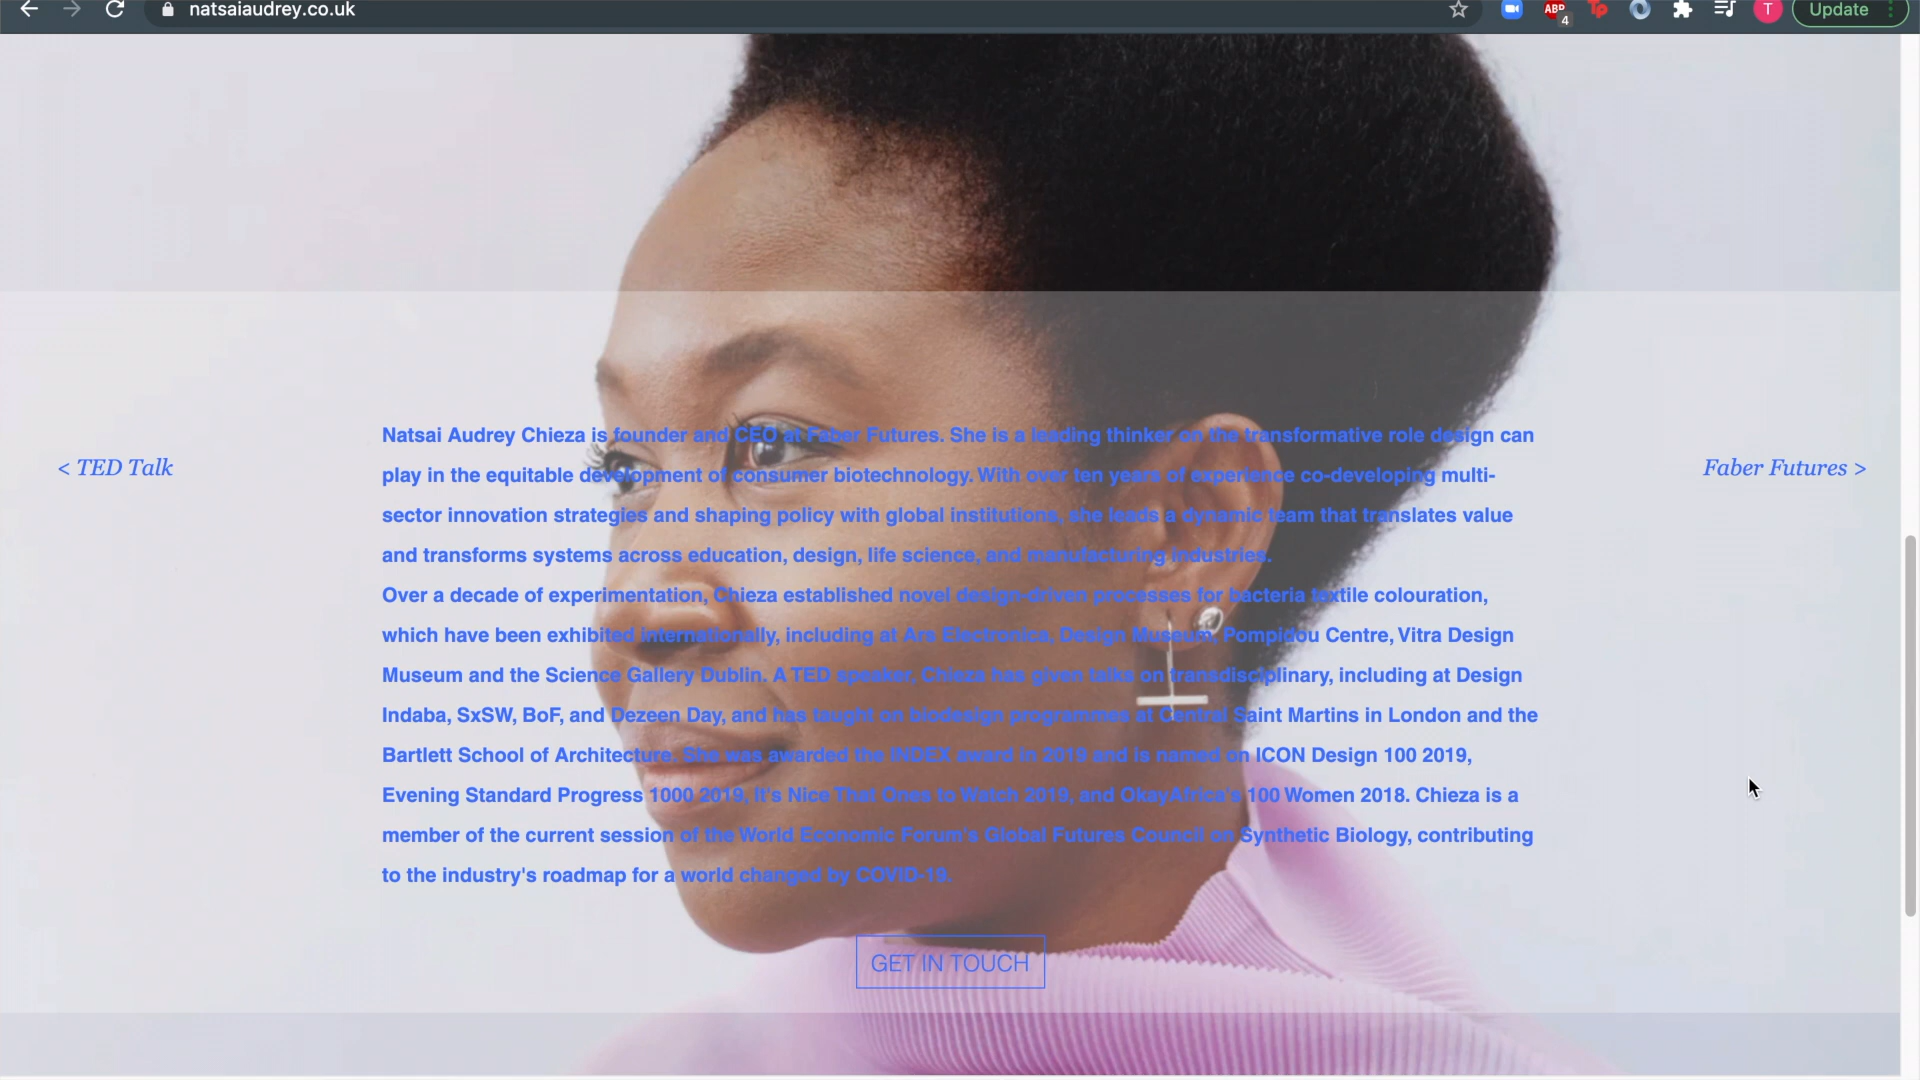 natsaiaudrey.co.uk
ABP
4
Tp
T
Update
< TED Talk
Faber Futures >
Natsai Audrey Chieza is founder and CEO at Faber Futures. She is a leading thinker on the transformative role design can
play in the equitable development of consumer biotechnology. With over ten years of experience co-developing multi-
sector innovation strategies and shaping policy with global institutions, she leads a dynamic team that translates value
and transforms systems across education, design, life science, and manufacturing industries.
Over a decade of experimentation, Chieza established novel design-driven processes for bacteria textile colouration,
which have been exhibited internationally, including at Ars Electronica, Design Museum, Pompidou Centre, Vitra Design
Museum and the Science Gallery Dublin. A TED speaker, Chieza has given talks on transdisciplinary, including at Design
Indaba, SxSW, BoF, and Dezeen Day, and has taught on biodesign programmes at Central Saint Martins in London and the
Bartlett School of Architecture. She was awarded the INDEX award in 2019 and is named on ICON Design 100 2019,
Evening Standard Progress 1000 2019, It's Nice That Ones to Watch 2019, and OkayAfrica's 100 Women 2018. Chieza is a
member of the current session of the World Economic Forum's Global Futures Council on Synthetic Biology, contributing
to the industry's roadmap for a world changed by COVID-19.
GET IN TOUCH